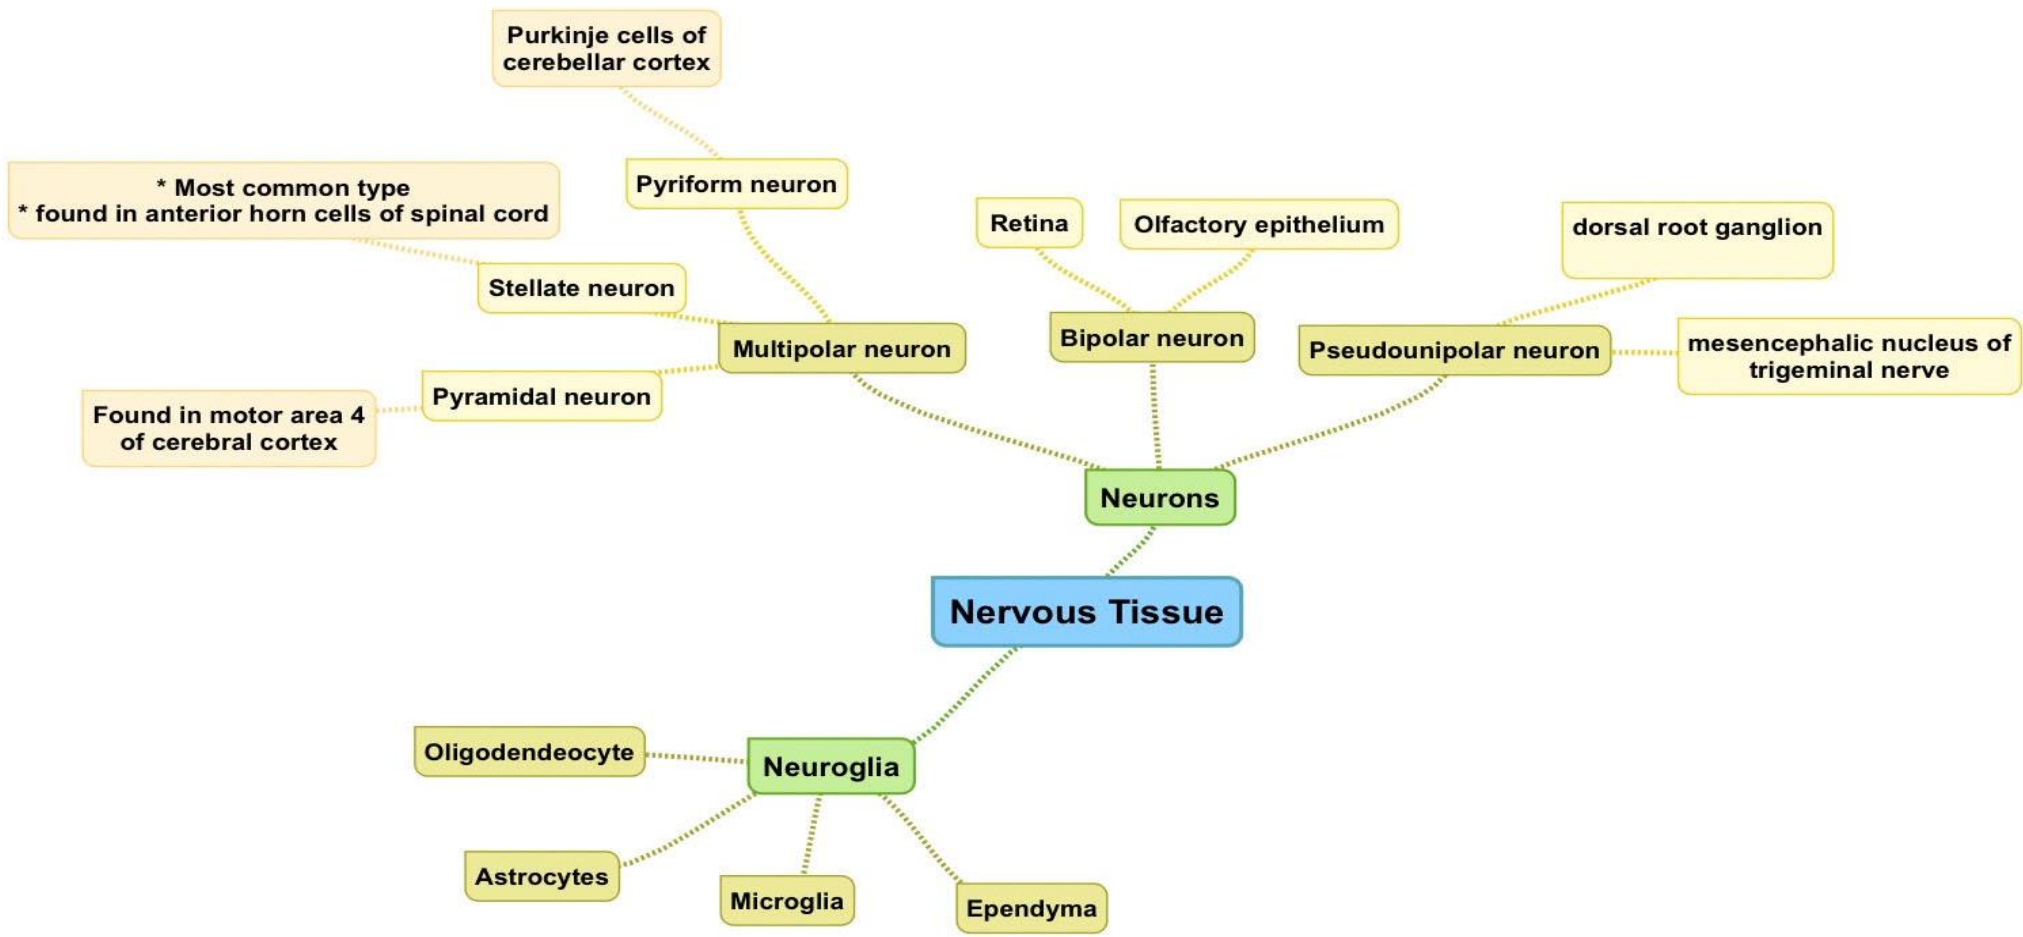 Purkinje cells of
cerebellar cortex
Pyriform neuron
* Most common type
* found in anterior horn cells of spinal cord
Stellate neuron
Retina
Olfactory epithelium
dorsal root ganglion
Multipolar neuron
Bipolar neuron
Pseudounipolar neuron
mesencephalic nucleus of
trigeminal nerve
Pyramidal neuron
Found in motor area 4
of cerebral cortex
Neurons
Nervous Tissue
Oligodendeocyte
Neuroglia
Astrocytes
Microglia
Ependyma